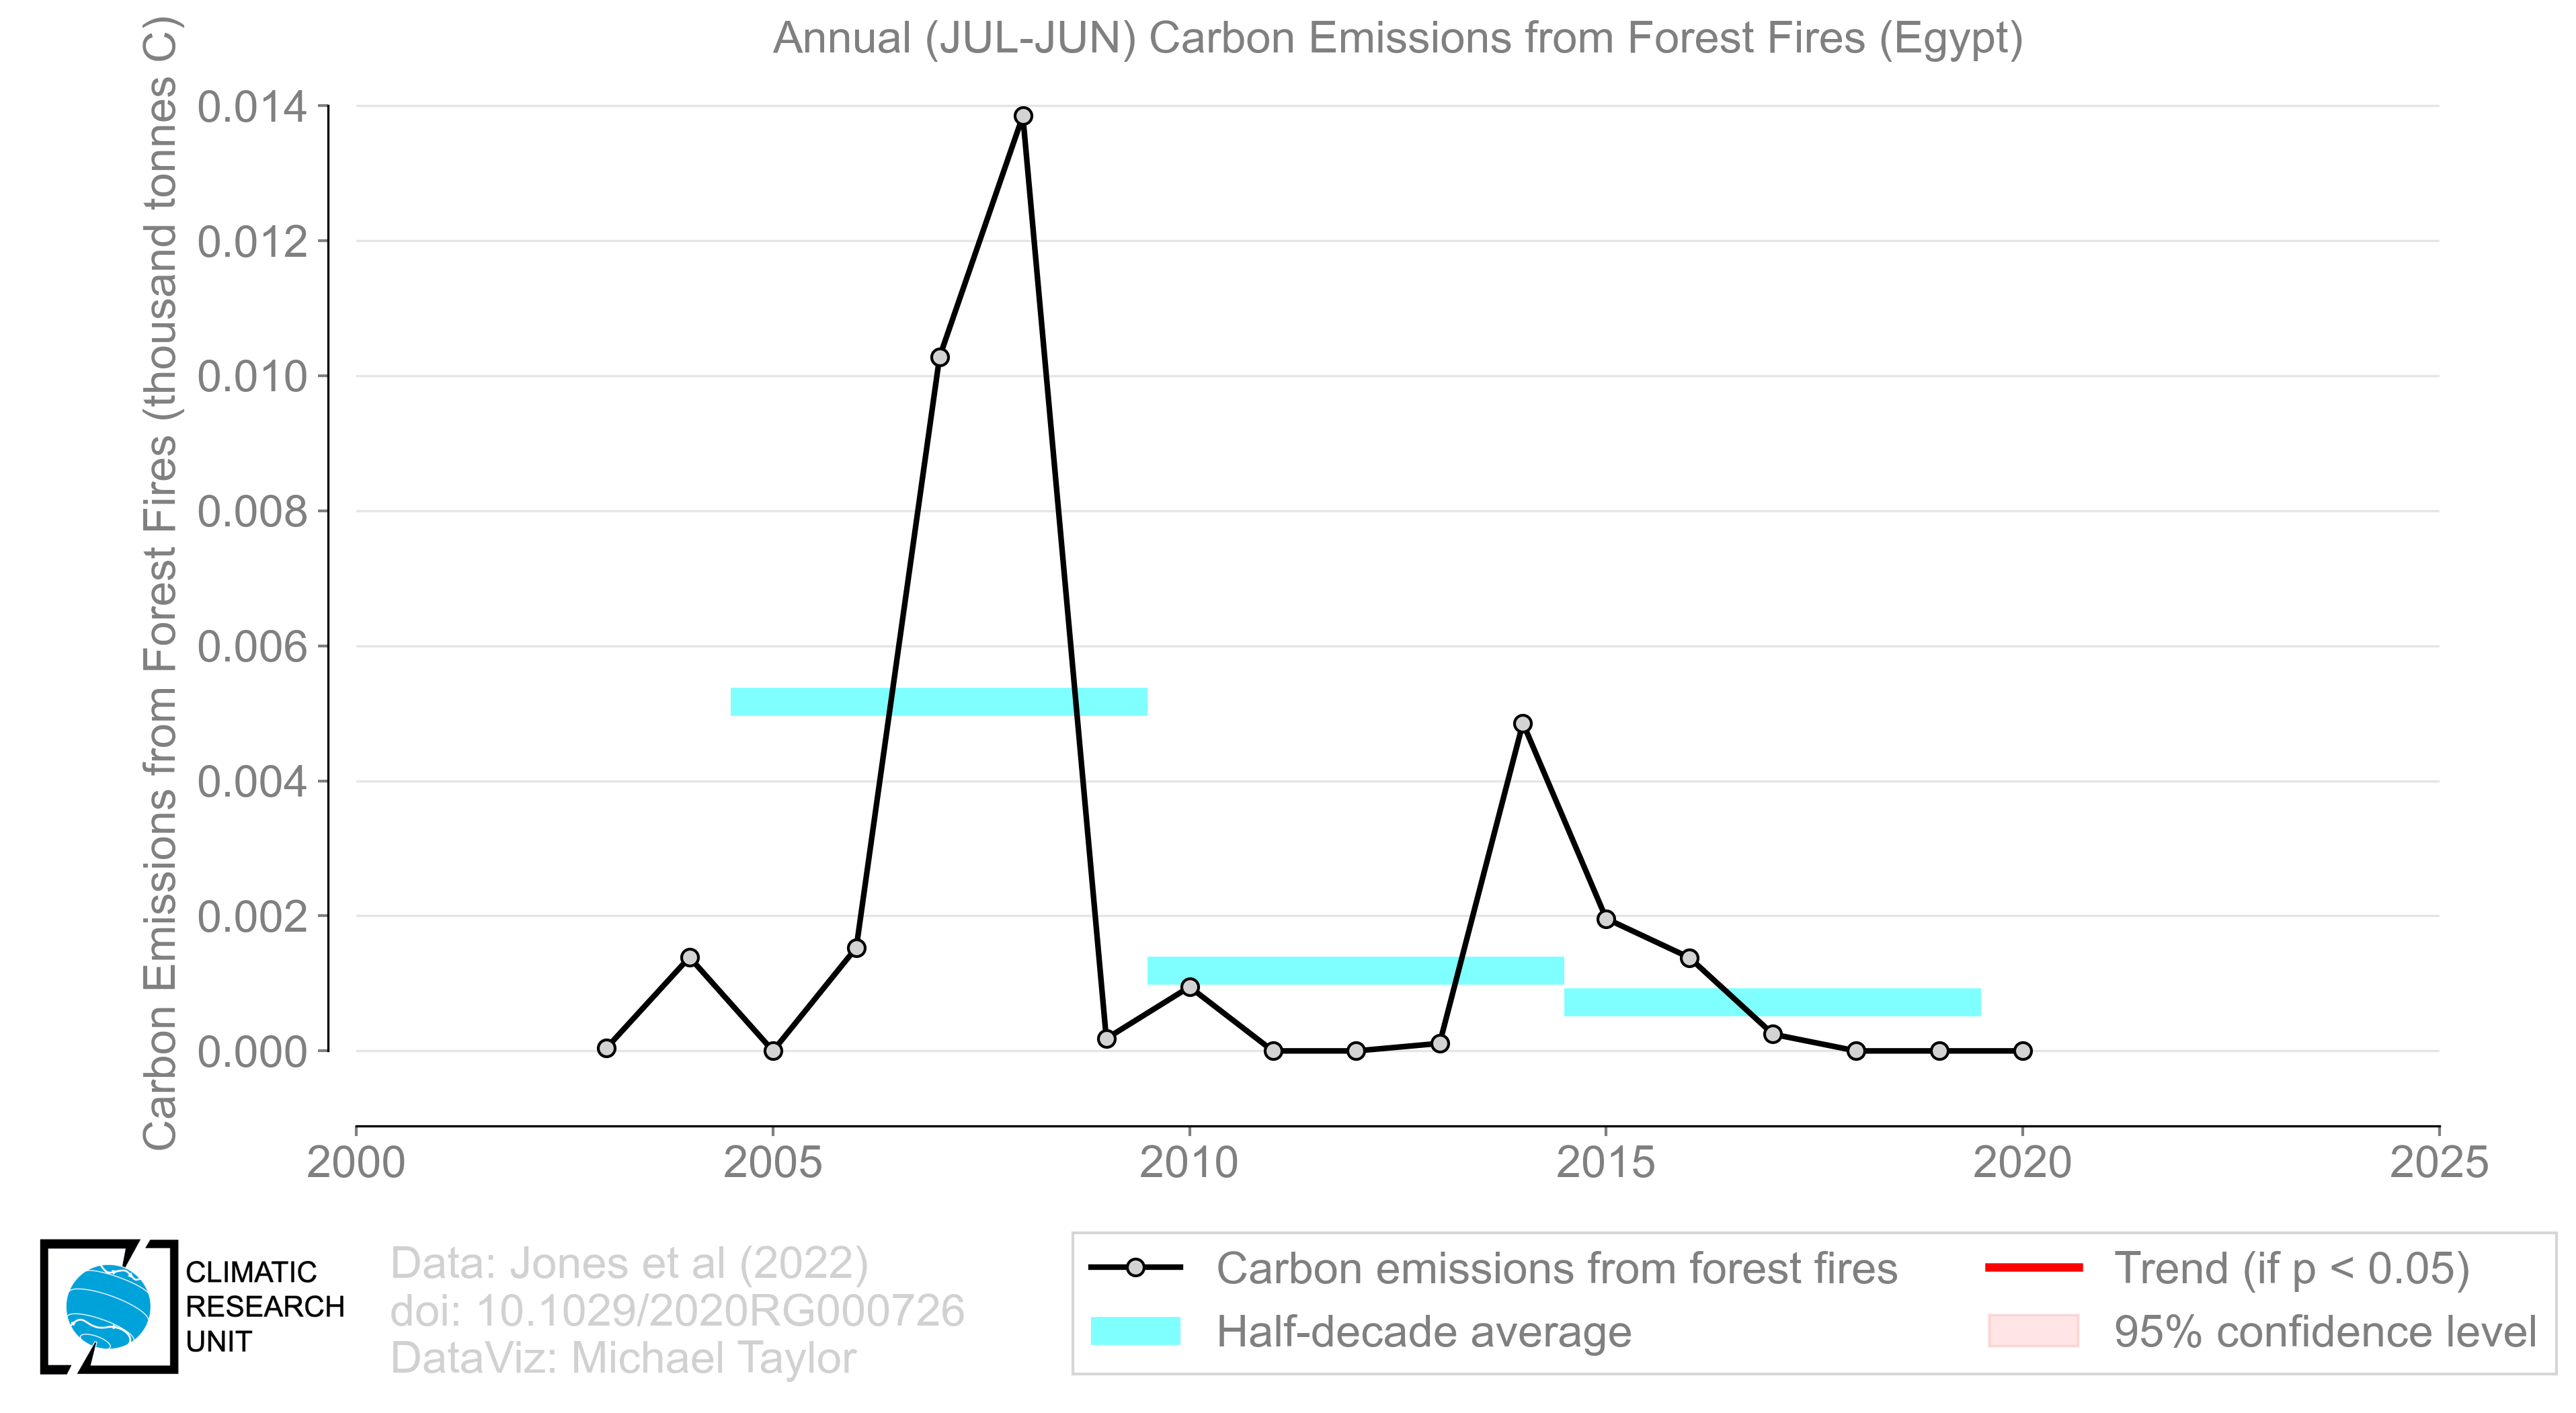 Annual (JUL-JUN) Carbon Emissions from Forest Fires (Egypt)
Carbon Emissions from Forest Fires (thousand tonnes C)
0.014
0.012
0.010
0.008
0.006
0.004
0.002
0.000
2000
2005
2010
2015
2020
2025
CLIMATIC
RESEARCH
UNIT
Data: Jones et al (2022)
doi: 10.1029/2020RG000726
DataViz: Michael Taylor
Carbon emissions from forest fires
Half-decade average
Trend (if p < 0.05)
95% confidence level